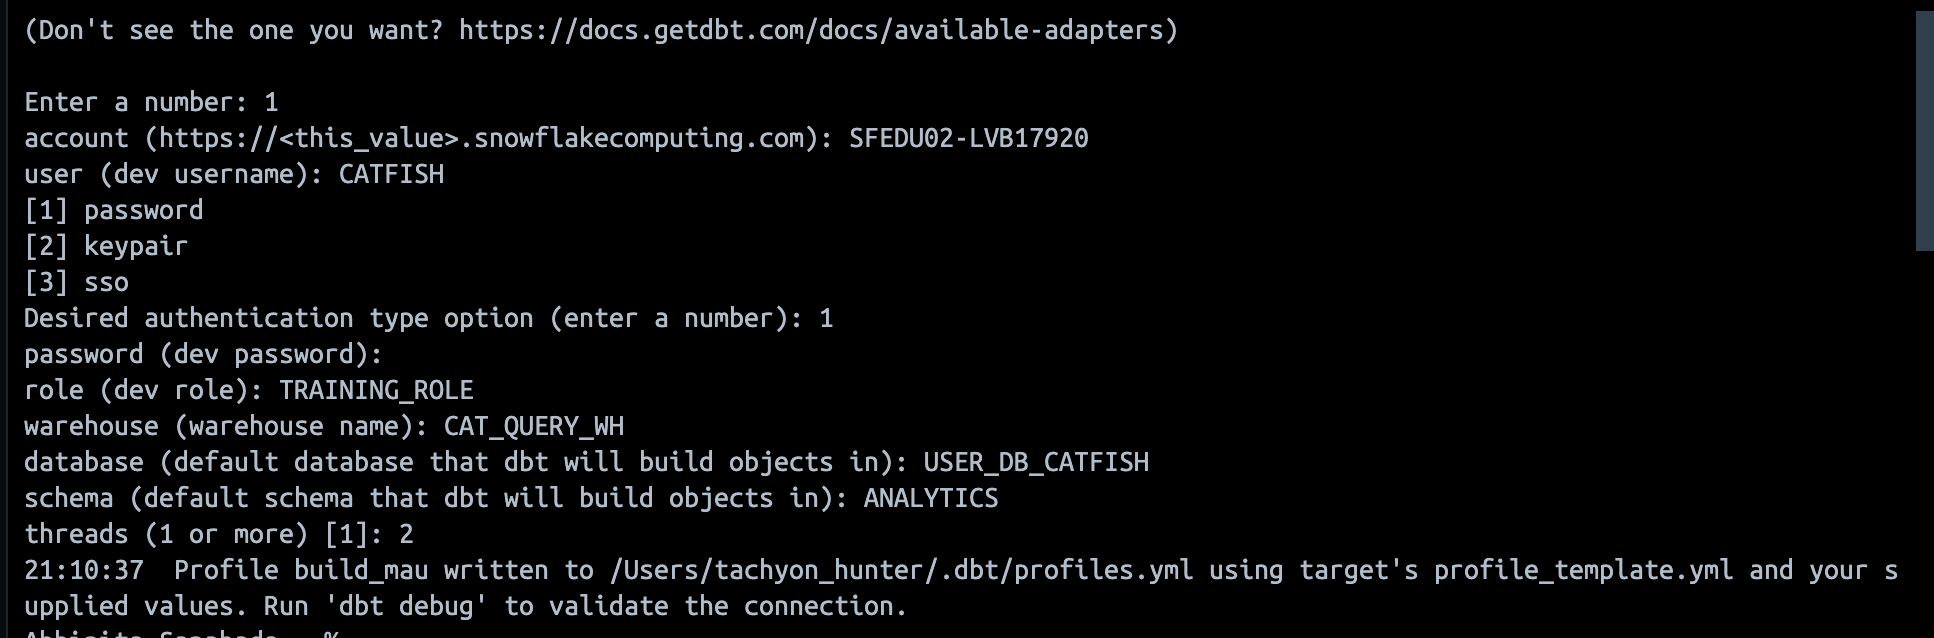 (Don't see the one you want? https://docs.getdbt.com/docs/available-adapters)
Enter a number: 1
account (https://<this_value>.snowflakecomputing.com): SFEDU02-LVB17920
user (dev username): CATFISH
[1] password
[2] keypair
[3] sso
Desired authentication type option (enter a number): 1
password (dev password):
role (dev role): TRAINING_ROLE
warehouse (warehouse name): CAT_QUERY_WH
database (default database that dbt will build objects in): USER_DB_CATFISH
schema (default schema that dbt will build objects in): ANALYTICS
threads (1 or more) [1]: 2
21:10:37  Profile build_mau written to /Users/tachyon_hunter/.dbt/profiles.yml using target's profile_template.yml and your s
upplied values. Run 'dbt debug' to validate the connection.